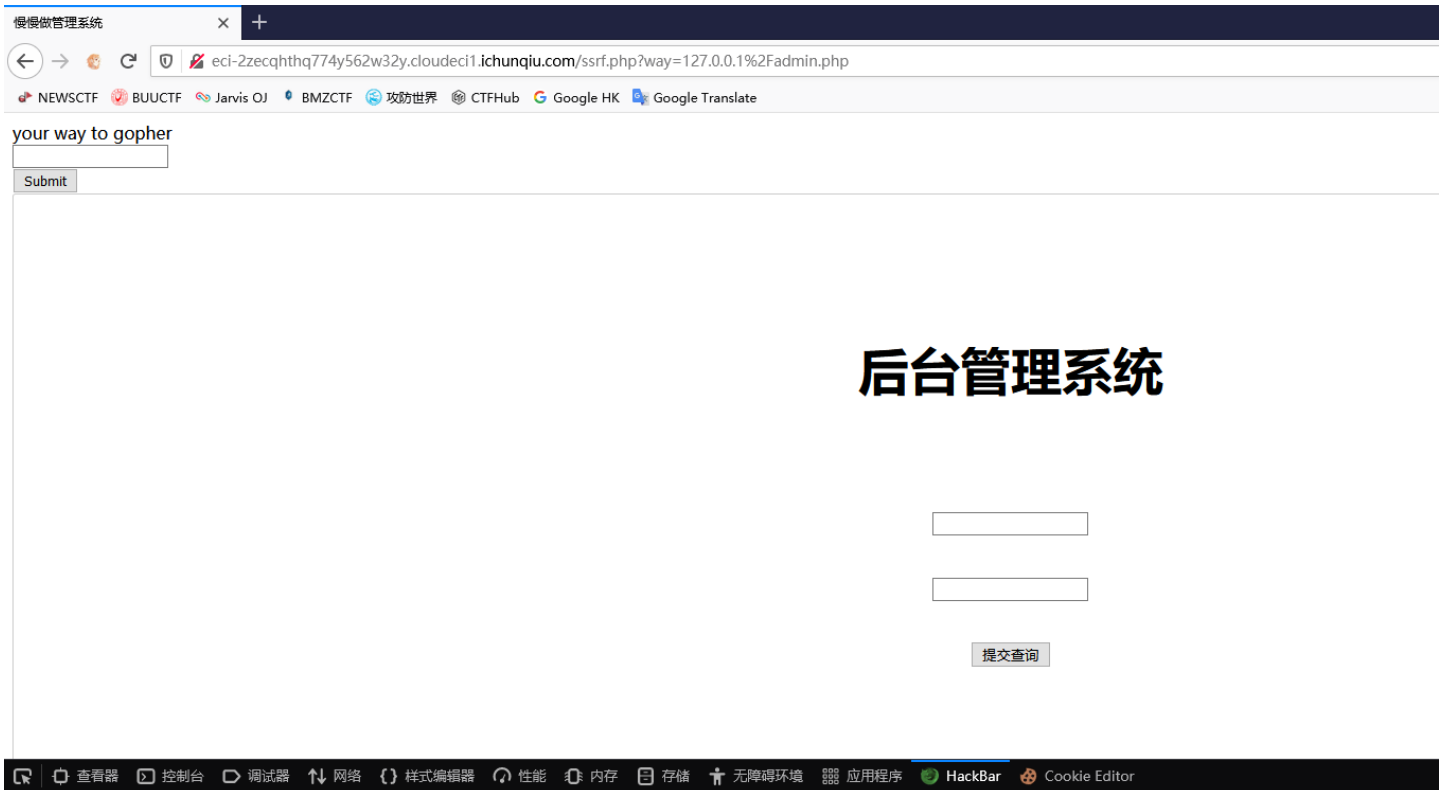 慢慢做管理系统
eci-2zecqhthq774y562w32y.cloudeci1.ichunqiu.com/ssrf.php?way=127.0.0.1%2Fadmin.php
NEWSCTF BUUCTF Jarvis OJ BMZCTF 攻防世界 CTFHub Google HK Google Translate
your way to gopher
Submit
后台管理系统
提交查询
查看器 控制台 调试器 网络 样式编辑器 性能 内存 存储 无障碍环境 应用程序 HackBar Cookie Editor